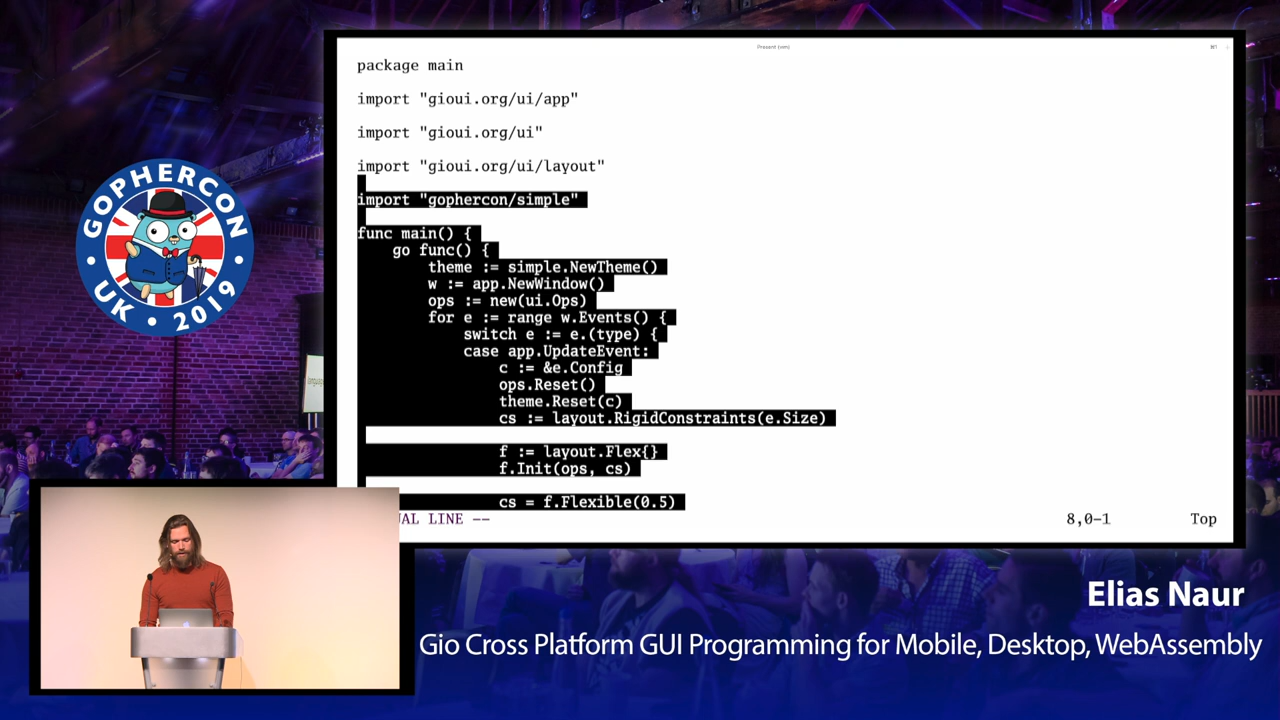 Present (vim)
⌘1
package main
import "gioui.org/ui/app"
import "gioui.org/ui"
import "gioui.org/ui/layout"
import "gophercon/simple"
func main() {
go func() {
theme := simple.NewTheme()
w := app.NewWindow()
ops := new(ui.Ops)
for e := range w.Events() {
switch e := e.(type) {
case app.UpdateEvent:
c := &e.Config
ops.Reset()
theme.Reset(c)
cs := layout.RigidConstraints(e.Size)
f := layout.Flex{}
f.Init(ops, cs)
cs = f.Flexible(0.5)
UAL LINE --
8,0-1
Top
GOPHERCON
UK • 2019
Elias Naur
Gio Cross Platform GUI Programming for Mobile, Desktop, WebAssembly